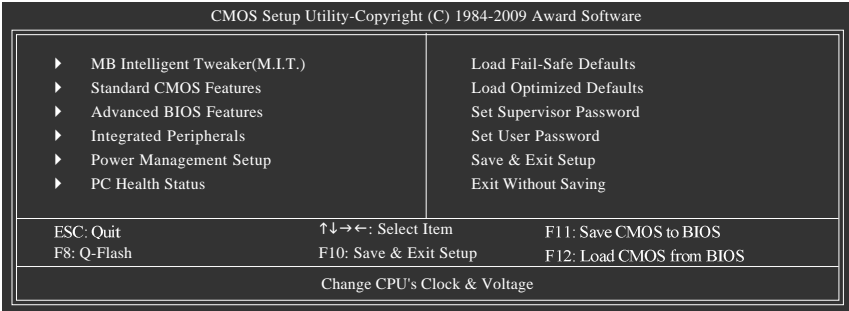 CMOS Setup Utility-Copyright (C) 1984-2009 Award Software
MB Intelligent Tweaker(M.I.T.)
Standard CMOS Features
Advanced BIOS Features
Integrated Peripherals
Power Management Setup
PC Health Status
Load Fail-Safe Defaults
Load Optimized Defaults
Set Supervisor Password
Set User Password
Save & Exit Setup
Exit Without Saving
ESC: Quit
↑↓→←: Select Item
F11: Save CMOS to BIOS
F8: Q-Flash
F10: Save & Exit Setup
F12: Load CMOS from BIOS
Change CPU's Clock & Voltage